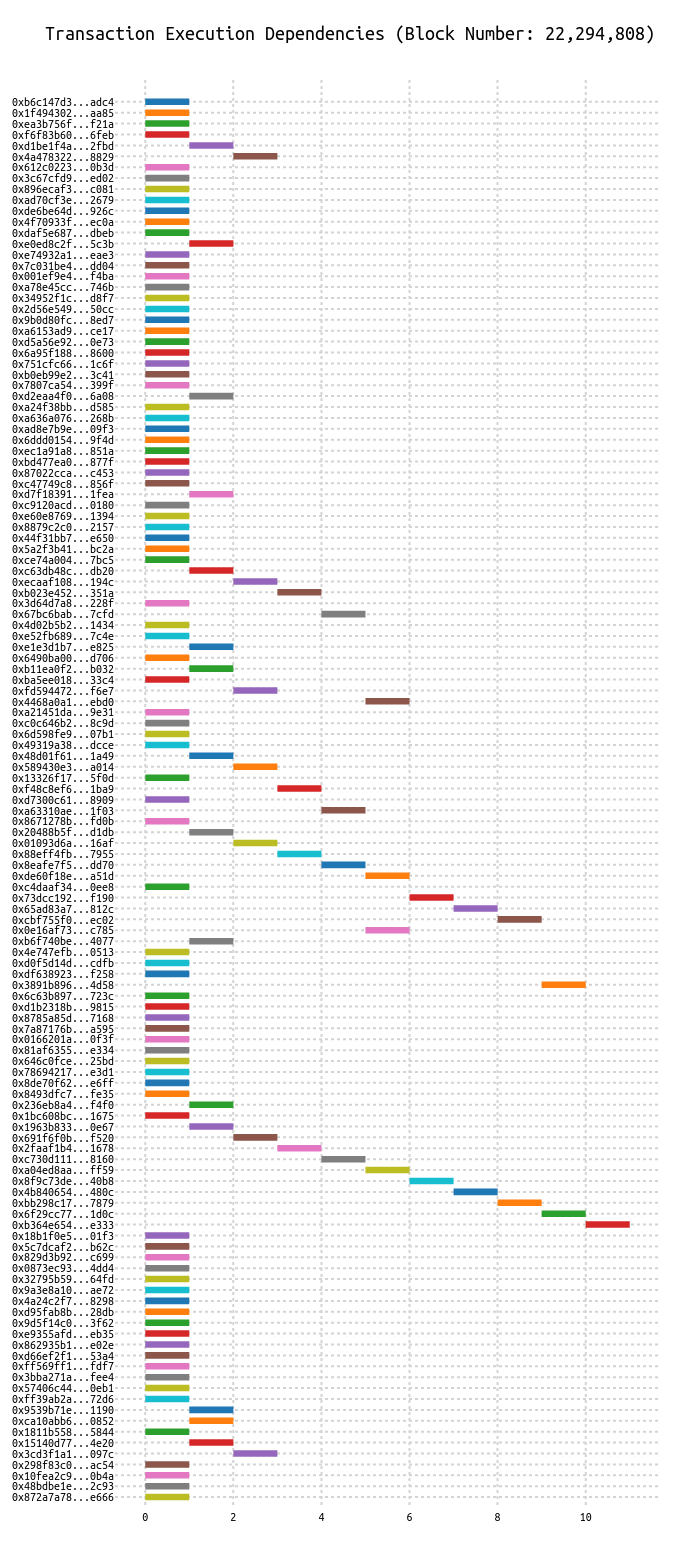 Transaction Execution Dependencies (Block Number: 22,294,808)
0xb6c147d3...adc4
0x1f494302...aa85
0xea3b756f...f21a
0xf6f83b60...6feb
0xd1be1f4a...2fbd
0x4a478322...8829
0x612c0223...0b3d
0x3c67cfd9...ed02
0x896ecaf3...c081
0xad70cf3e...2679
0xde6be64d...926c
0x4f70933f...ec0a
0xdaf5e687...dbeb
0xe0ed8c2f...5c3b
0xe74932a1...eae3
0x7c031be4...dd04
0x001ef9e4...f4ba
0xa78e45cc...746b
0x34952f1c...d8f7
0x2d56e549...50cc
0x9b0d80fc...8ed7
0xa6153ad9...ce17
0xd5a56e92...0e73
0x6a95f188...8600
0x751cfc66...1c6f
0xb0eb99e2...3c41
0x7807ca54...399f
0xd2eaa4f0...6a08
0xa24f38bb...d585
0xa636a076...268b
0xad8e7b9e...09f3
0x6ddd0154...9f4d
0xec1a91a8...851a
0xbd477ea0...877f
0x87022cca...c453
0xc47749c8...856f
0xd7f18391...1fea
0xc9120acd...0180
0xe60e8769...1394
0x8879c2c0...2157
0x44f31bb7...e650
0x5a2f3b41...bc2a
0xce74a004...7bc5
0xc63db48c...db20
0xecaaf108...194c
0xb023e452...351a
0x3d64d7a8...228f
0x67bc6bab...7cfd
0x4d02b5b2...1434
0xe52fb689...7c4e
0xe1e3d1b7...e825
0x6490ba00...d706
0xb11ea0f2...b032
0xba5ee018...33c4
0xfd594472...f6e7
0x4468a0a1...ebd0
0xa21451da...9e31
0xc0c646b2...8c9d
0x6d598fe9...07b1
0x49319a38...dcce
0x48d01f61...1a49
0x589430e3...a014
0x13326f17...5f0d
0xf48c8ef6...1ba9
0xd7300c61...8909
0xa63310ae...1f03
0x8671278b...fd0b
0x20488b5f...d1db
0x01093d6a...16af
0x88eff4fb...7955
0x8eafe7f5...dd70
0xde60f18e...a51d
0xc4daaf34...0ee8
0x73dcc192...f190
0x65ad83a7...812c
0xcbf755f0...ec02
0x0e16af73...c785
0xb6f740be...4077
0x4e747efb...0513
0xd0f5d14d...cdfb
0xdf638923...f258
0x3891b896...4d58
0x6c63b897...723c
0xd1b2318b...9815
0x8785a85d...7168
0x7a87176b...a595
0x0166201a...0f3f
0x81af6355...e334
0x646c0fce...25bd
0x78694217...e3d1
0x8de70f62...e6ff
0x8493dfc7...fe35
0x236eb8a4...f4f0
0x1bc608bc...1675
0x1963b833...0e67
0x691f6f0b...f520
0x2faaf1b4...1678
0xc730d111...8160
0xa04ed8aa...ff59
0x8f9c73de...40b8
0x4b840654...480c
0xbb298c17...7879
0x6f29cc77...1d0c
0xb364e654...e333
0x18b1f0e5...01f3
0x5c7dcaf2...b62c
0x829d3b92...c699
0x0873ec93...4dd4
0x32795b59...64fd
0x9a3e8a10...ae72
0x4a24c2f7...8298
0xd95fab8b...28db
0x9d5f14c0...3f62
0xe9355afd...eb35
0x862935b1...e02e
0xd66ef2f1...53a4
0xff569ff1...fdf7
0x3bba271a...fee4
0x57406c44...0eb1
0xff39ab2a...72d6
0x9539b71e...1190
0xca10abb6...0852
0x1811b558...5844
0x15140d77...4e20
0x3cd3f1a1...097c
0x298f83c0...ac54
0x10fea2c9...0b4a
0x48bdbe1e...2c93
0x872a7a78...e666
0 2 4 6 8 10